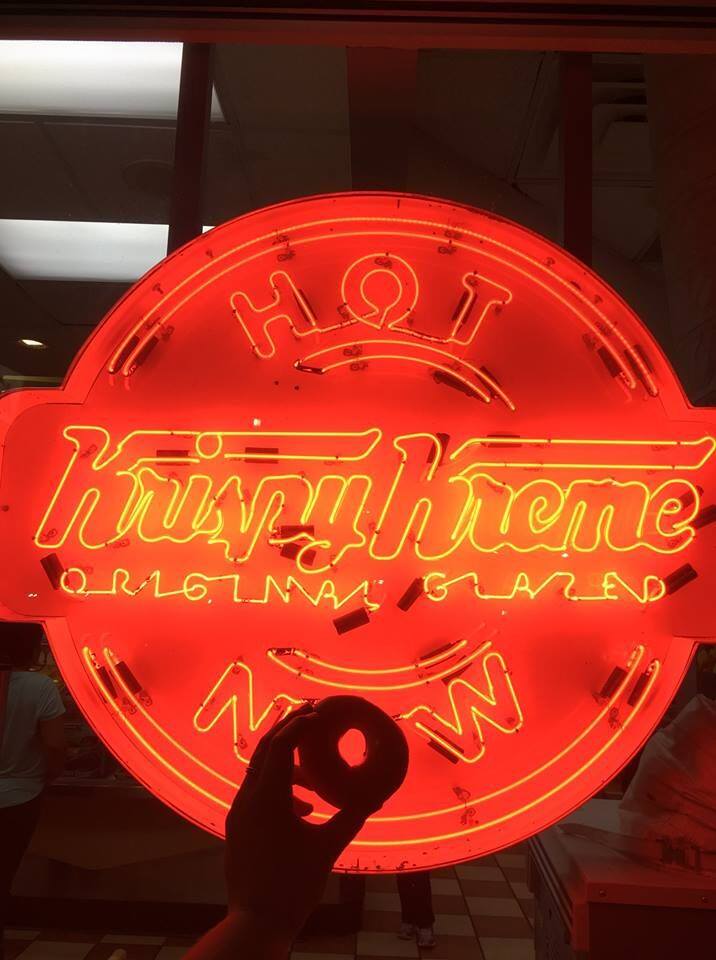 HOT
Krispy Kreme
ORIGINAL GLAZED
NOW